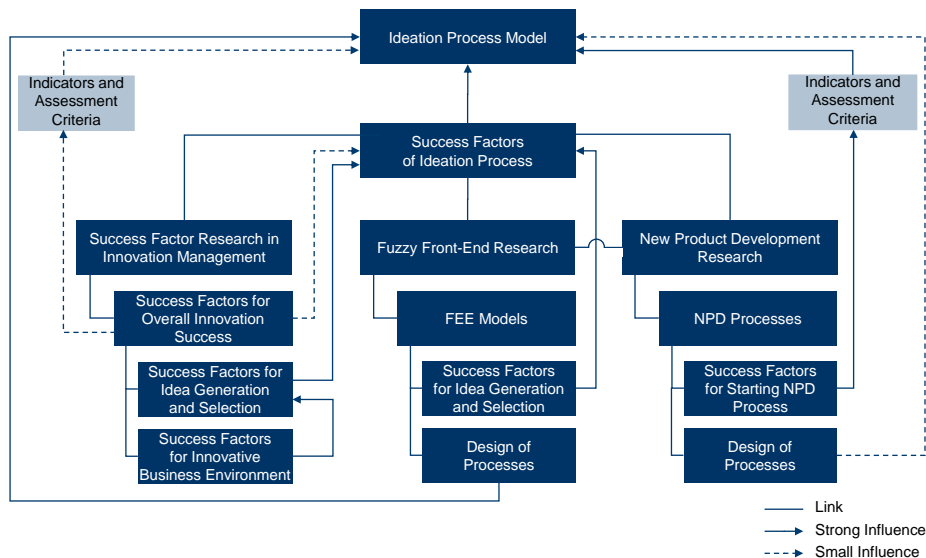 Ideation Process Model
Indicators and
Assessment
Criteria
Indicators and
Assessment
Criteria
Success Factors
of Ideation Process
Success Factor Research in
Innovation Management
Fuzzy Front-End Research
New Product Development
Research
Success Factors for
Overall Innovation
Success
FEE Models
NPD Processes
Success Factors for
Idea Generation
and Selection
Success Factors
for Idea Generation
and Selection
Success Factors
for Starting NPD
Process
Success Factors
for Innovative
Business Environment
Design of
Processes
Design of
Processes
Link
Strong Influence
Small Influence